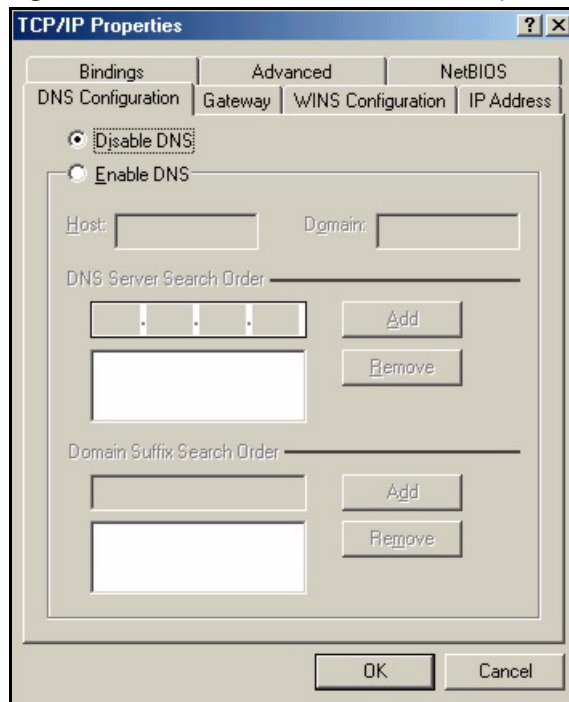 TCP/IP Properties
? ×
Bindings Advanced NetBIOS
DNS Configuration Gateway WINS Configuration IP Address
Disable DNS
Enable DNS
Host: Domain:
DNS Server Search Order
. . .
Add
Remove
Domain Suffix Search Order
Add
Remove
OK Cancel